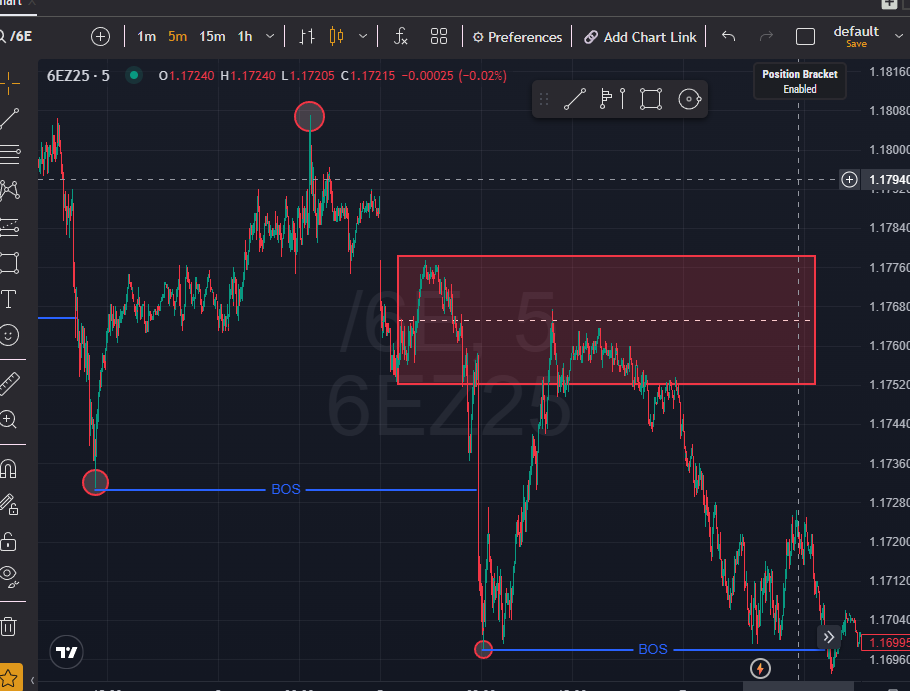 /6E
1m 5m 15m 1h Preferences Add Chart Link default
Save
6EZ25 · 5 O1.17240 H1.17240 L1.17205 C1.17215 −0.00025 (−0.02%)
Position Bracket
Enabled
1.18160
1.18080
1.18000
1.17940
1.17840
1.17760
1.17680
1.17600
1.17520
1.17440
1.17360
1.17280
1.17200
1.17120
1.17040
1.16995
1.16960
/6E, 5
6EZ25
BOS
BOS